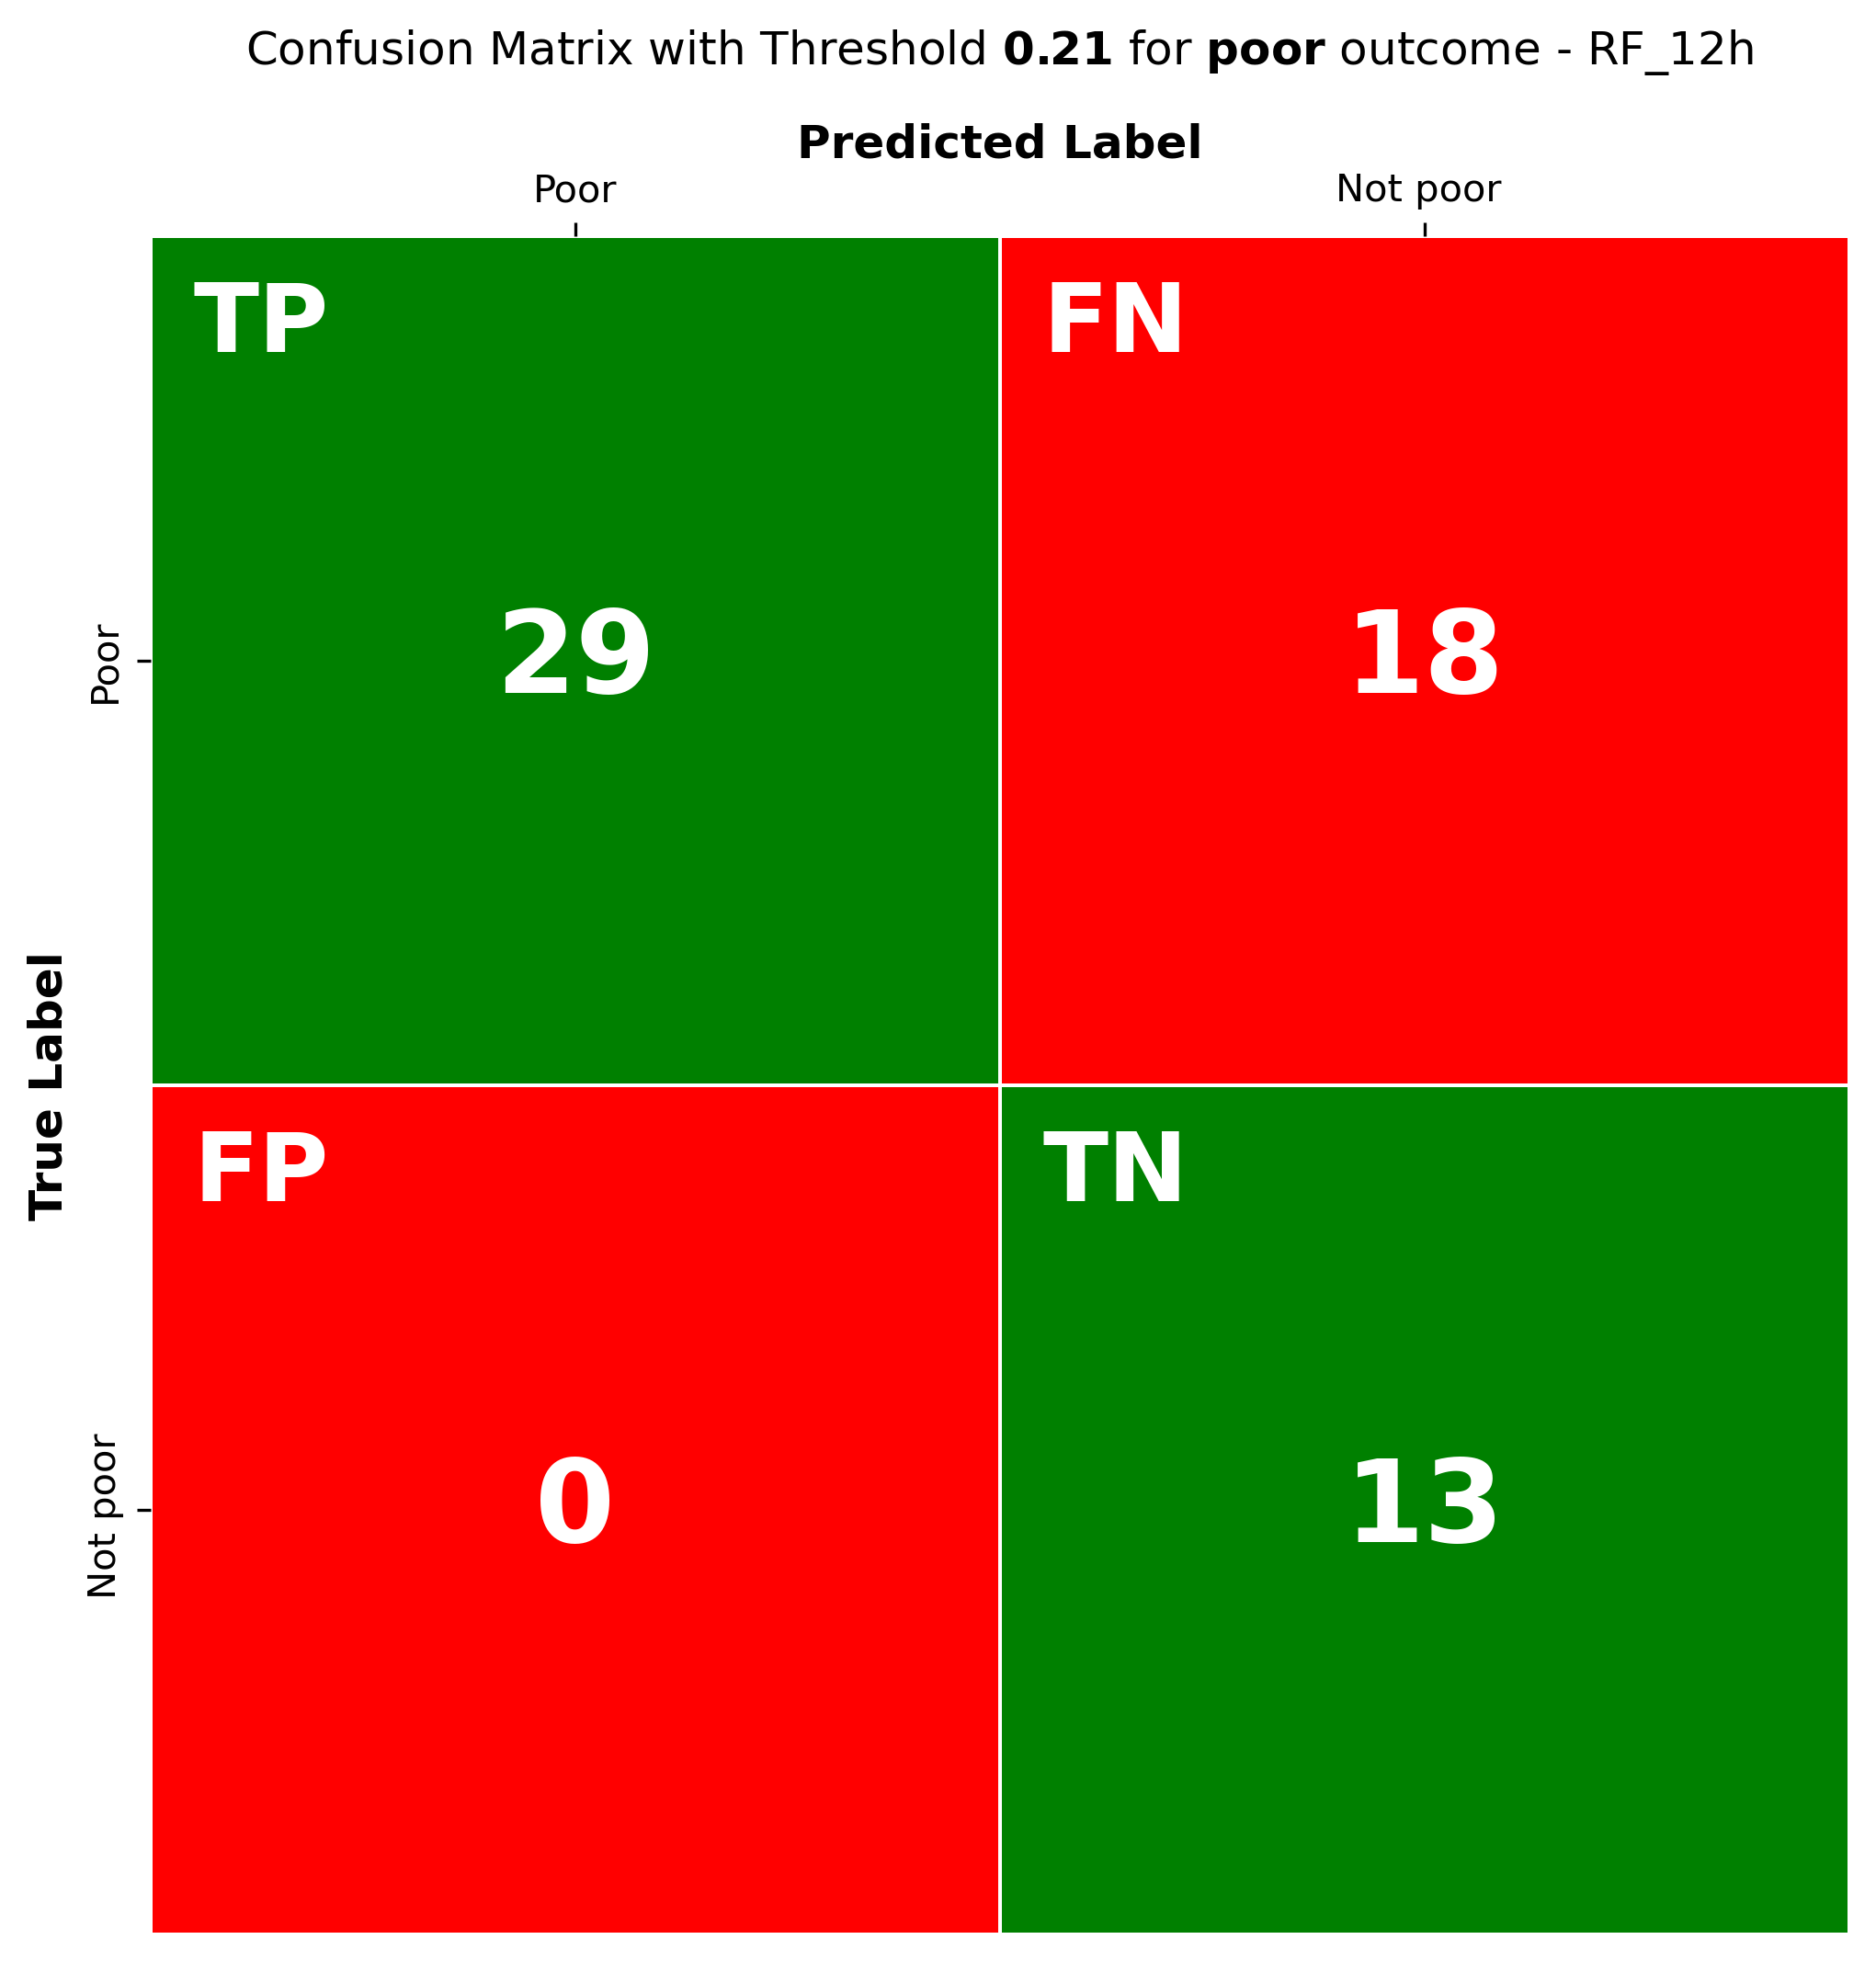 Confusion Matrix with Threshold 0.21 for poor outcome - RF_12h
Predicted Label
Poor
Not poor
TP
FN
Poor
29
18
True Label
FP
TN
Not poor
0
13